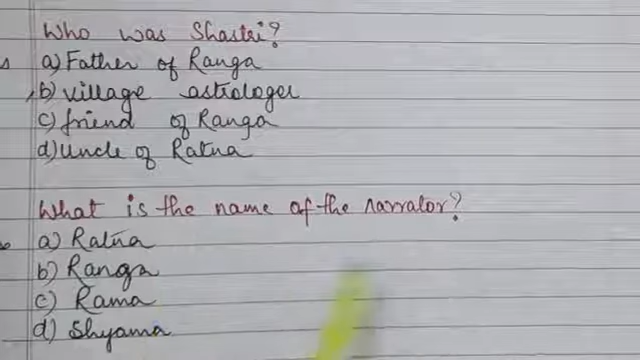 Who was Shastri?
a) Father of Ranga
b) village astrologer
c) friend of Ranga
d) Uncle of Ratna
What is the name of the narrator?
a) Ratna
b) Ranga
c) Rama
d) Shyama